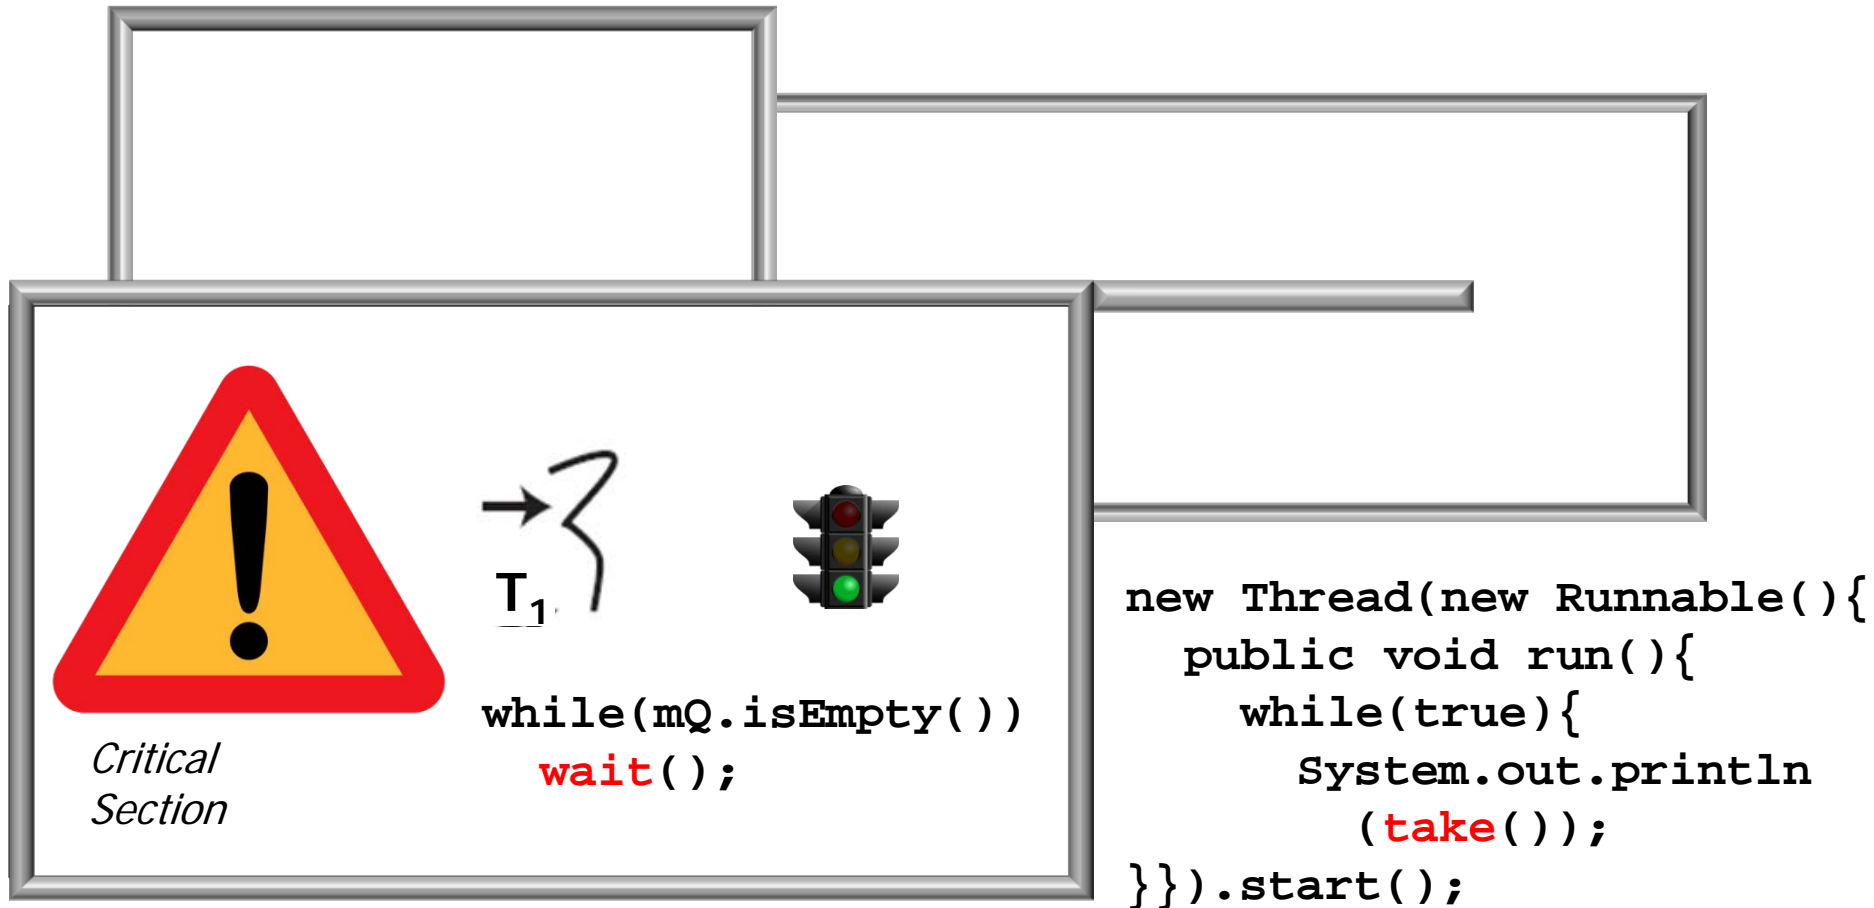 T1
while(mQ.isEmpty())
wait();
Critical
Section
new Thread(new Runnable(){
public void run(){
while(true){
System.out.println
(take());
}}).start();